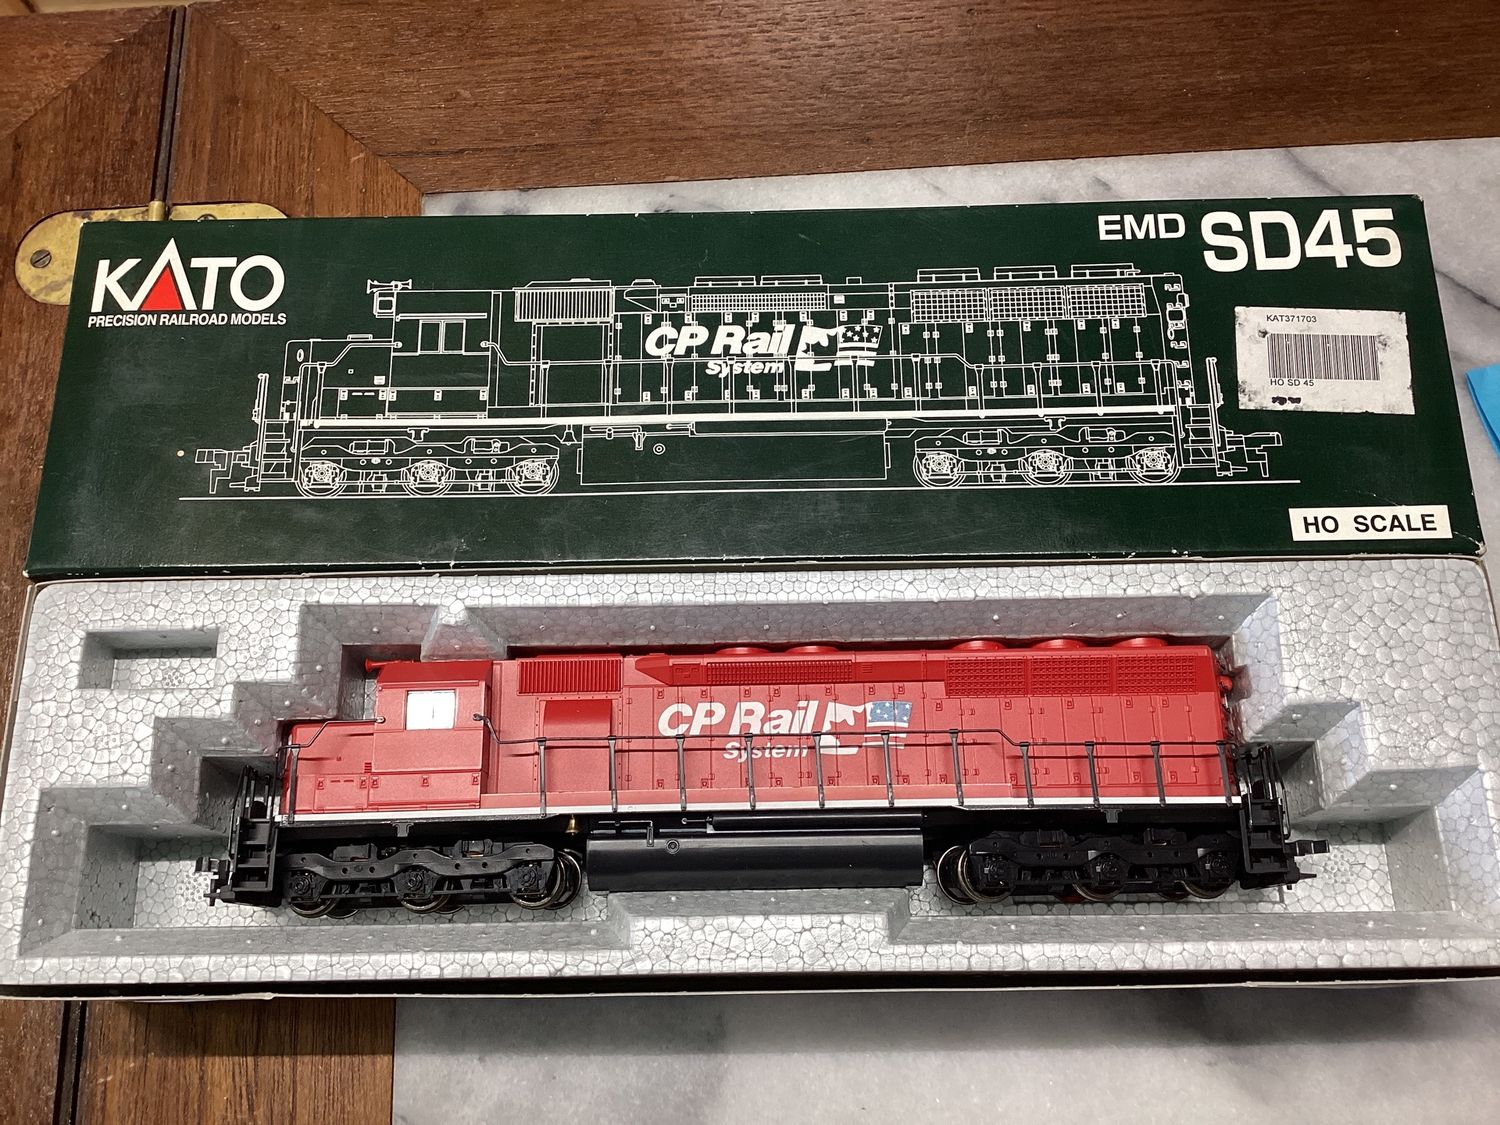 KATO
PRECISION RAILROAD MODELS
EMD SD45
CP Rail
System
KAT371703
HO SD 45
HO SCALE
CP Rail
System